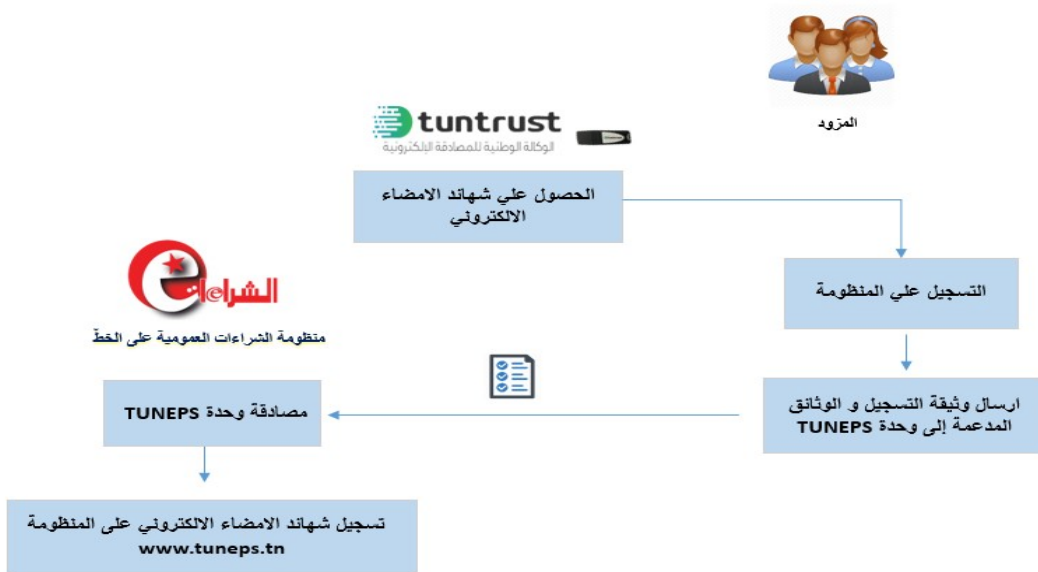 المزود
tuntrust
الوكالة الوطنية للمصادقة الإلكترونية
الحصول علي شهائد الامضاء
الالكتروني
التسجيل علي المنظومة
ارسال وثيقة التسجيل و الوثائق
المدعمة إلى وحدة TUNEPS
الشراءات
منظومة الشراءات العمومية على الخطّ
مصادقة وحدة TUNEPS
تسجيل شهائد الامضاء الالكتروني على المنظومة
www.tuneps.tn